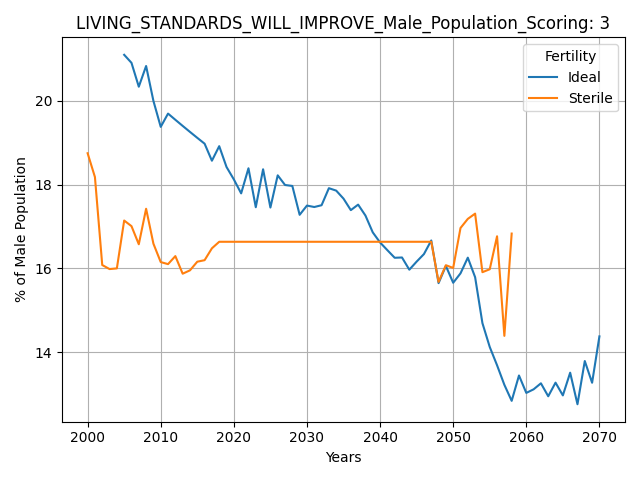 LIVING_STANDARDS_WILL_IMPROVE_Male_Population_Scoring: 3
Fertility
Ideal
Sterile
% of Male Population
20
18
16
14
2000 2010 2020 2030 2040 2050 2060 2070
Years